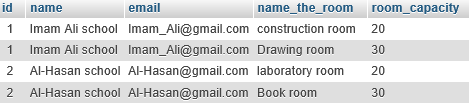 id name email name_the_room room_capacity
1 Imam Ali school Imam_Ali@gmail.com construction room 20
1 Imam Ali school Imam_Ali@gmail.com Drawing room 30
2 Al-Hasan school Al-Hasan@gmail.com laboratory room 20
2 Al-Hasan school Al-Hasan@gmail.com Book room 30